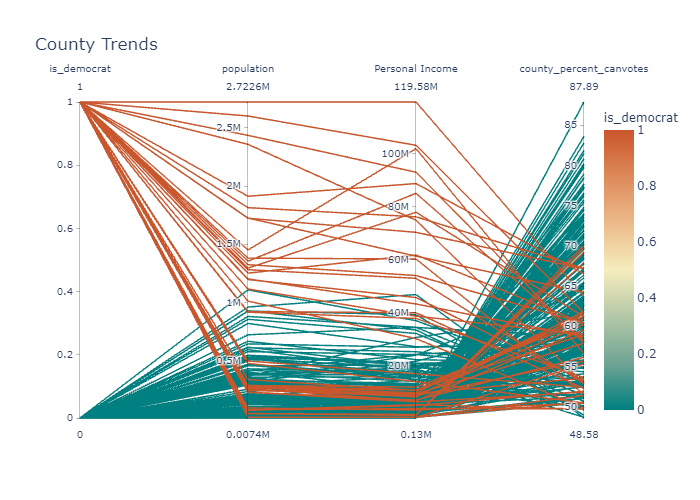 County Trends
is_democrat population Personal Income county_percent_canvotes
1 2.7226M 119.58M 87.89
is_democrat
1
0.8
0.6
0.4
0.2
0
2.5M
2M
1.5M
1M
0.5M
100M
80M
60M
40M
20M
85
80
75
70
65
60
55
50
1
0.8
0.6
0.4
0.2
0
0 0.0074M 0.13M 48.58